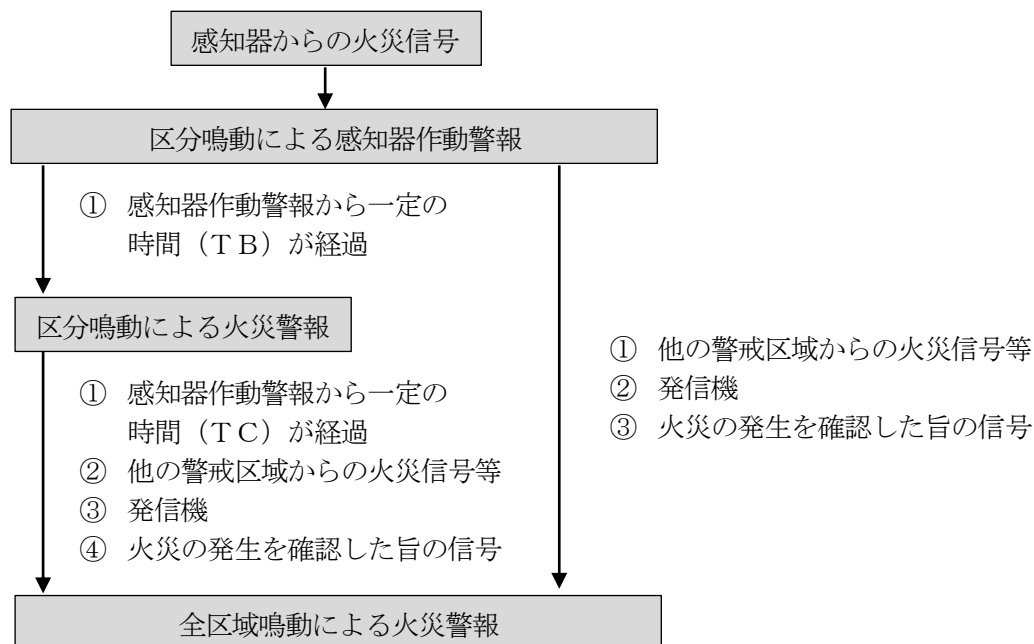 感知器からの火災信号
区分鳴動による感知器作動警報
① 感知器作動警報から一定の
時間（ＴＢ）が経過
区分鳴動による火災警報
① 感知器作動警報から一定の
時間（ＴＣ）が経過
② 他の警戒区域からの火災信号等
③ 発信機
④ 火災の発生を確認した旨の信号
① 他の警戒区域からの火災信号等
② 発信機
③ 火災の発生を確認した旨の信号
全区域鳴動による火災警報